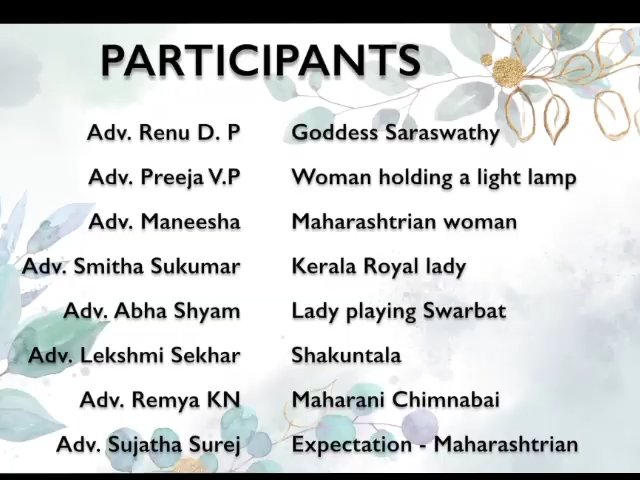 PARTICIPANTS
Adv. Renu D. P Goddess Saraswathy
Adv. Preeja V.P Woman holding a light lamp
Adv. Maneesha Maharashtrian woman
Adv. Smitha Sukumar Kerala Royal lady
Adv. Abha Shyam Lady playing Swarbat
Adv. Lekshmi Sekhar Shakuntala
Adv. Remya KN Maharani Chimnabai
Adv. Sujatha Surej Expectation - Maharashtrian